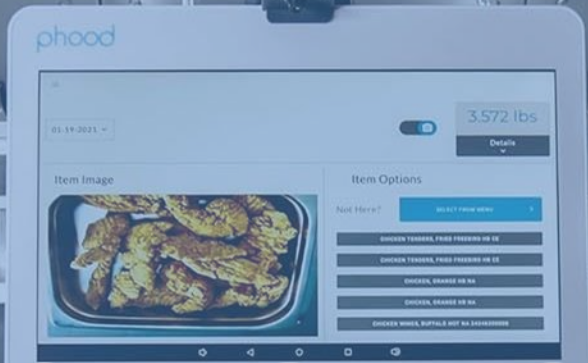 phood
01-19-2021
3.572 lbs
Details
Item Image
Item Options
Not Here?
SELECT FROM MENU
CHICKEN TENDERS, FRIED FREEBIRD HB CE
CHICKEN TENDERS, FRIED FREEBIRD HB CE
CHICKEN, ORANGE HB NA
CHICKEN, ORANGE HB NA
CHICKEN WINGS, BUFFALO HOT NA